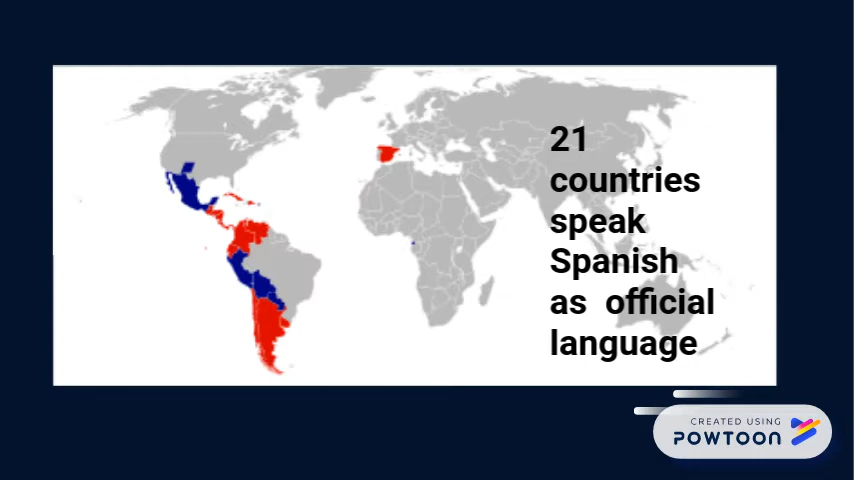 21
countries
speak
Spanish
as official
language
CREATED USING
POWTOON